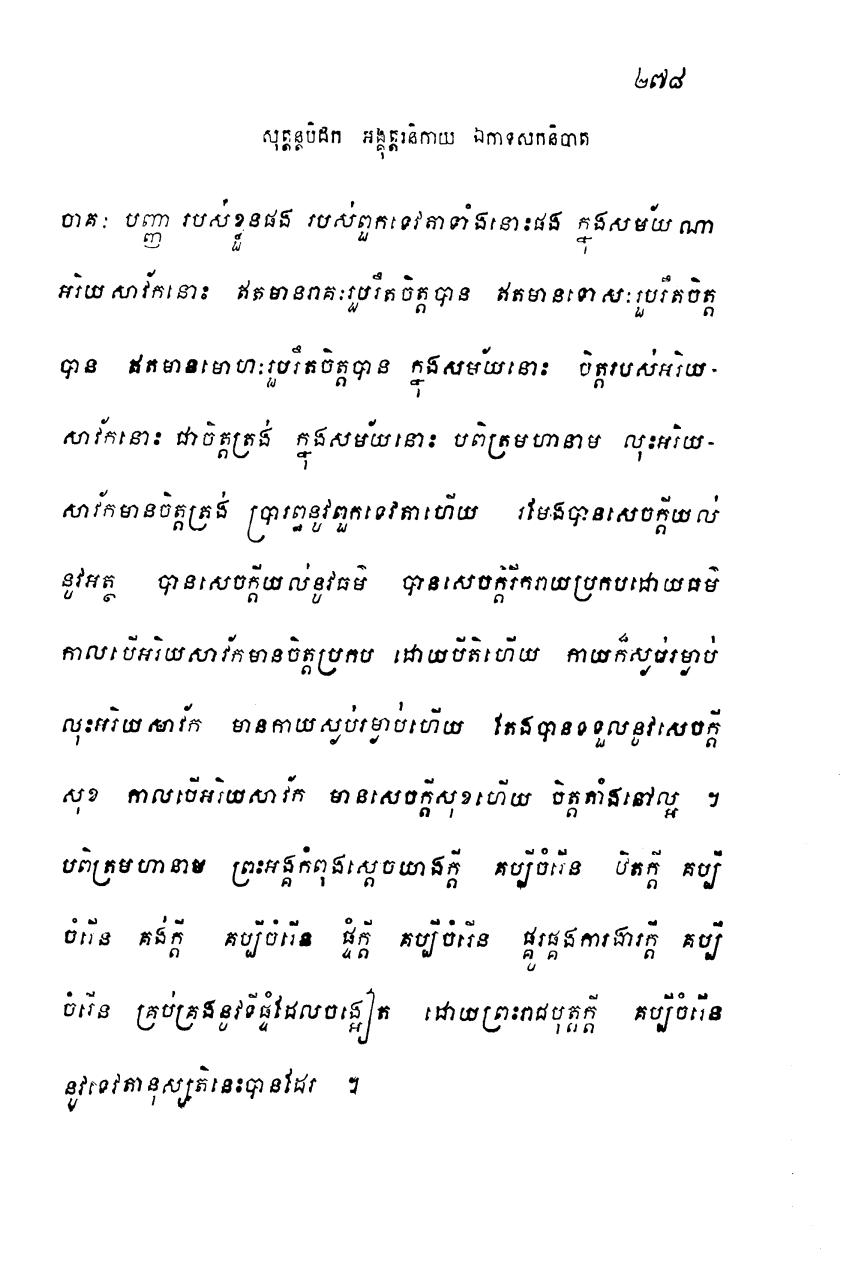 ២៧៨
សុត្តន្តបិដក អង្គុត្តរនិកាយ ឯកាទសកនិបាត
ចាគៈ បញ្ញា របស់ខ្លួនផង របស់ពួកទេវតាទាំងនោះផង ក្នុងសម័យណា
អរិយសាវ័កនោះ ឥតមានរាគៈរួបរឹតចិត្តបាន ឥតមានទោសៈរួបរឹតចិត្ត
បាន ឥតមានមោហៈរួបរឹតចិត្តបាន ក្នុងសម័យនោះ ចិត្តរបស់អរិយ-
សាវ័កនោះ ជាចិត្តត្រង់ ក្នុងសម័យនោះ បពិត្រមហានាម លុះអរិយ-
សាវ័កមានចិត្តត្រង់ ប្រារព្ធនូវពួកទេវតាហើយ រមែងបានសេចក្តីយល់
នូវអត្ថ បានសេចក្តីយល់នូវធម៌ បានសេចក្តីរីករាយប្រកបដោយធម៌
កាលបើអរិយសាវ័កមានចិត្តប្រកប ដោយបីតិហើយ កាយក៏ស្ងប់រម្ងាប់
លុះអរិយសាវ័ក មានកាយស្ងប់រម្ងាប់ហើយ តែងបានទទួលនូវសេចក្តី
សុខ កាលបើអរិយសាវ័ក មានសេចក្តីសុខហើយ ចិត្តតាំងនៅល្អ ។
បពិត្រមហានាម ព្រះអង្គកំពុងស្តេចយាងក្តី គប្បីចំរើន ឋិតក្តី គប្បី
ចំរើន គង់ក្តី គប្បីចំរើន ផ្ទំក្តី គប្បីចំរើន ផ្គូរផ្គងការងារក្តី គប្បី
ចំរើន គ្រប់គ្រងនូវទីផ្ទំដែលចង្អៀត ដោយព្រះរាជបុត្តក្តី គប្បីចំរើន
នូវទេវតានុស្សតិនេះបានដែរ ។